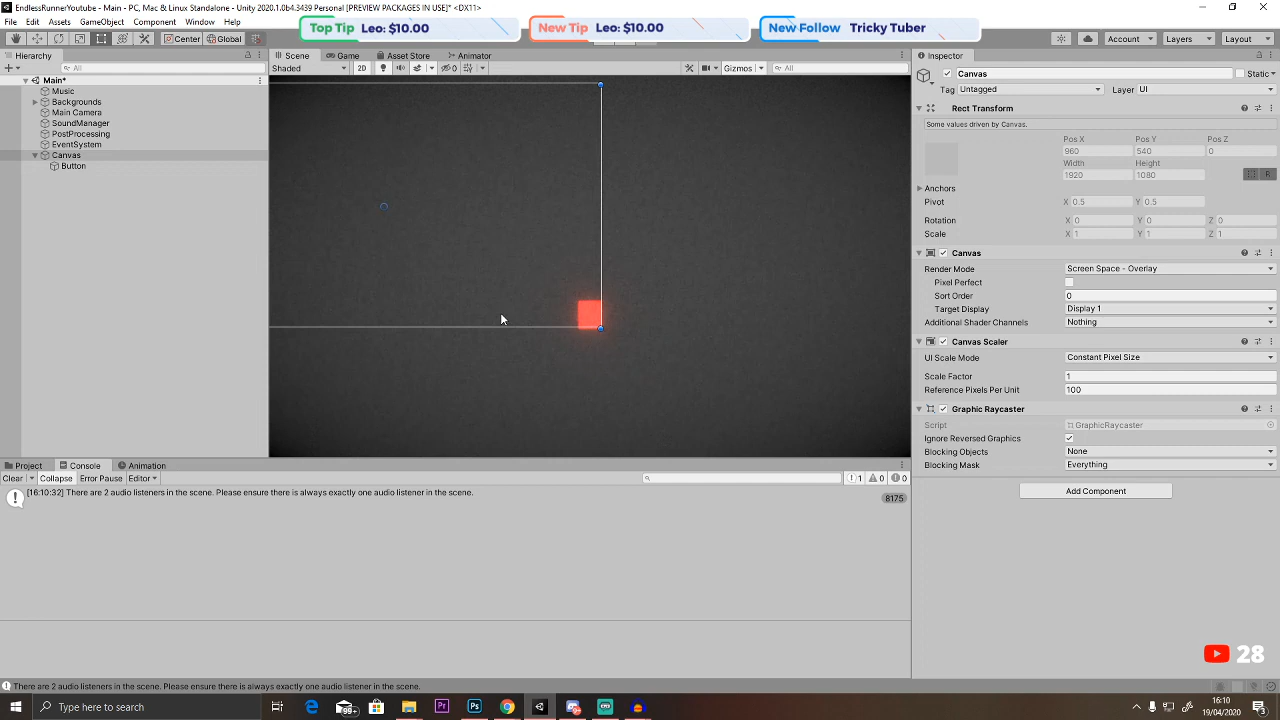 EndlessRunnerYoutube - Main - PC, Mac & Linux Standalone - Unity 2020.1.0b4.3439 Personal [PREVIEW PACKAGES IN USE]* <DX11>
File Edit Assets GameObject Component Window Help
Top Tip Leo: $10.00 New Tip Leo: $10.00 New Follow Tricky Tuber
Center Global Account Layers Layout
Hierarchy
All
Main*
Music
Backgrounds
Main Camera
SoundManager
PostProcessing
EventSystem
Canvas
Button
Scene Game Asset Store Animator
Shaded 2D 0 Gizmos All
Inspector
Canvas Static
Tag Untagged Layer UI
Rect Transform
Some values driven by Canvas.
Pos X Pos Y Pos Z
960 540 0
Width Height
1920 1080 R
Anchors
Pivot X 0.5 Y 0.5
Rotation X 0 Y 0 Z 0
Scale X 1 Y 1 Z 1
Canvas
Render Mode Screen Space - Overlay
Pixel Perfect
Sort Order 0
Target Display Display 1
Additional Shader Channels Nothing
Canvas Scaler
UI Scale Mode Constant Pixel Size
Scale Factor 1
Reference Pixels Per Unit 100
Graphic Raycaster
Script GraphicRaycaster
Ignore Reversed Graphics
Blocking Objects None
Blocking Mask Everything
Add Component
Project Console Animation
Clear Collapse Error Pause Editor 1 0 0
[16:10:32] There are 2 audio listeners in the scene. Please ensure there is always exactly one audio listener in the scene. 8175
28
There are 2 audio listeners in the scene. Please ensure there is always exactly one audio listener in the scene.
Type here to search
16:10
19/04/2020